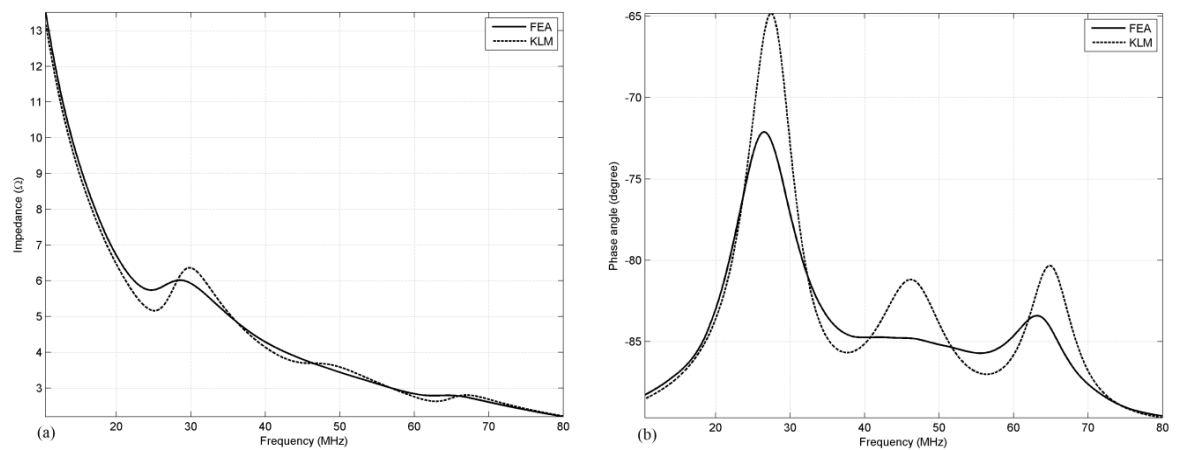 FEA
KLM
13
12
11
10
9
8
7
6
5
4
3
Impedance (Ω)
20 30 40 50 60 70 80
Frequency (MHz)
(a)
FEA
KLM
-65
-70
-75
-80
-85
Phase angle (degree)
20 30 40 50 60 70 80
Frequency (MHz)
(b)